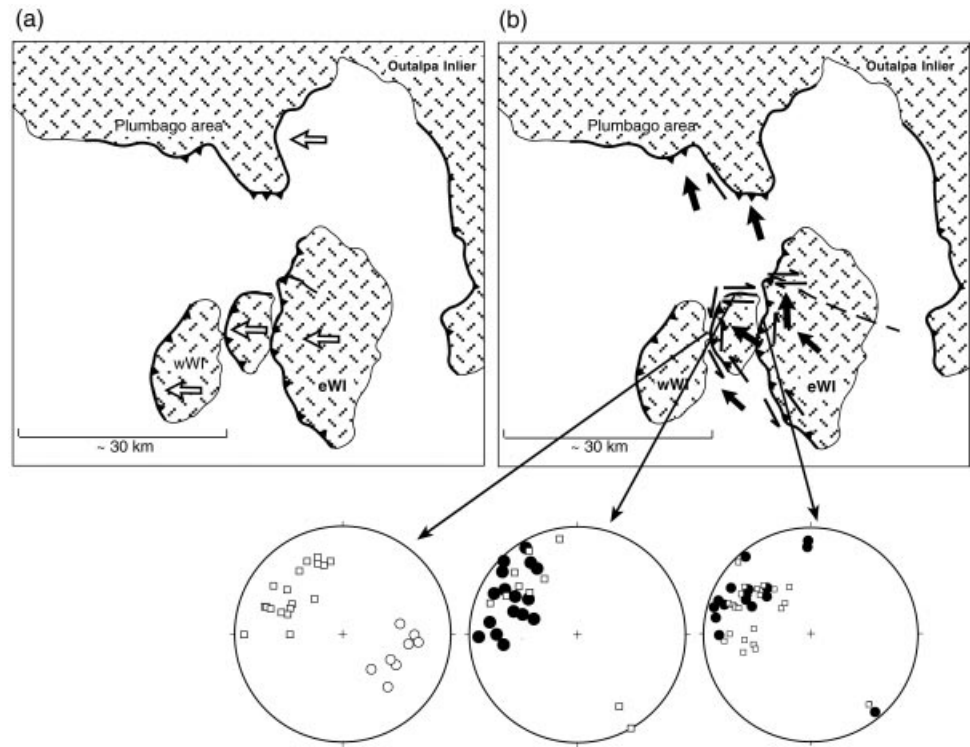 (a)
(b)
Outalpa Inlier
Plumbago area
wWI
eWI
~ 30 km
Outalpa Inlier
Plumbago area
wWI
eWI
~ 30 km